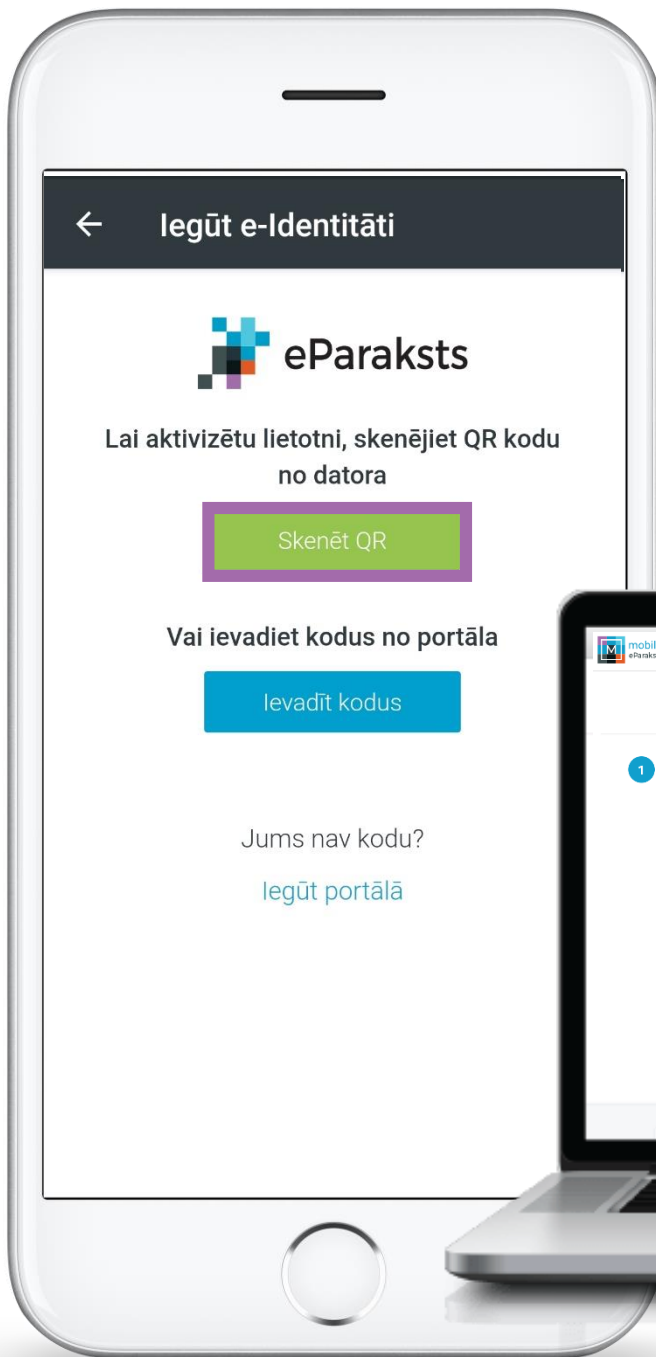 Iegūt e-Identitāti
eParaksts
Lai aktivizētu lietotni, skenējiet QR kodu
no datora
Skenēt QR
Vai ievadiet kodus no portāla
Ievadīt kodus
Jums nav kodu?
Iegūt portālā
M
1